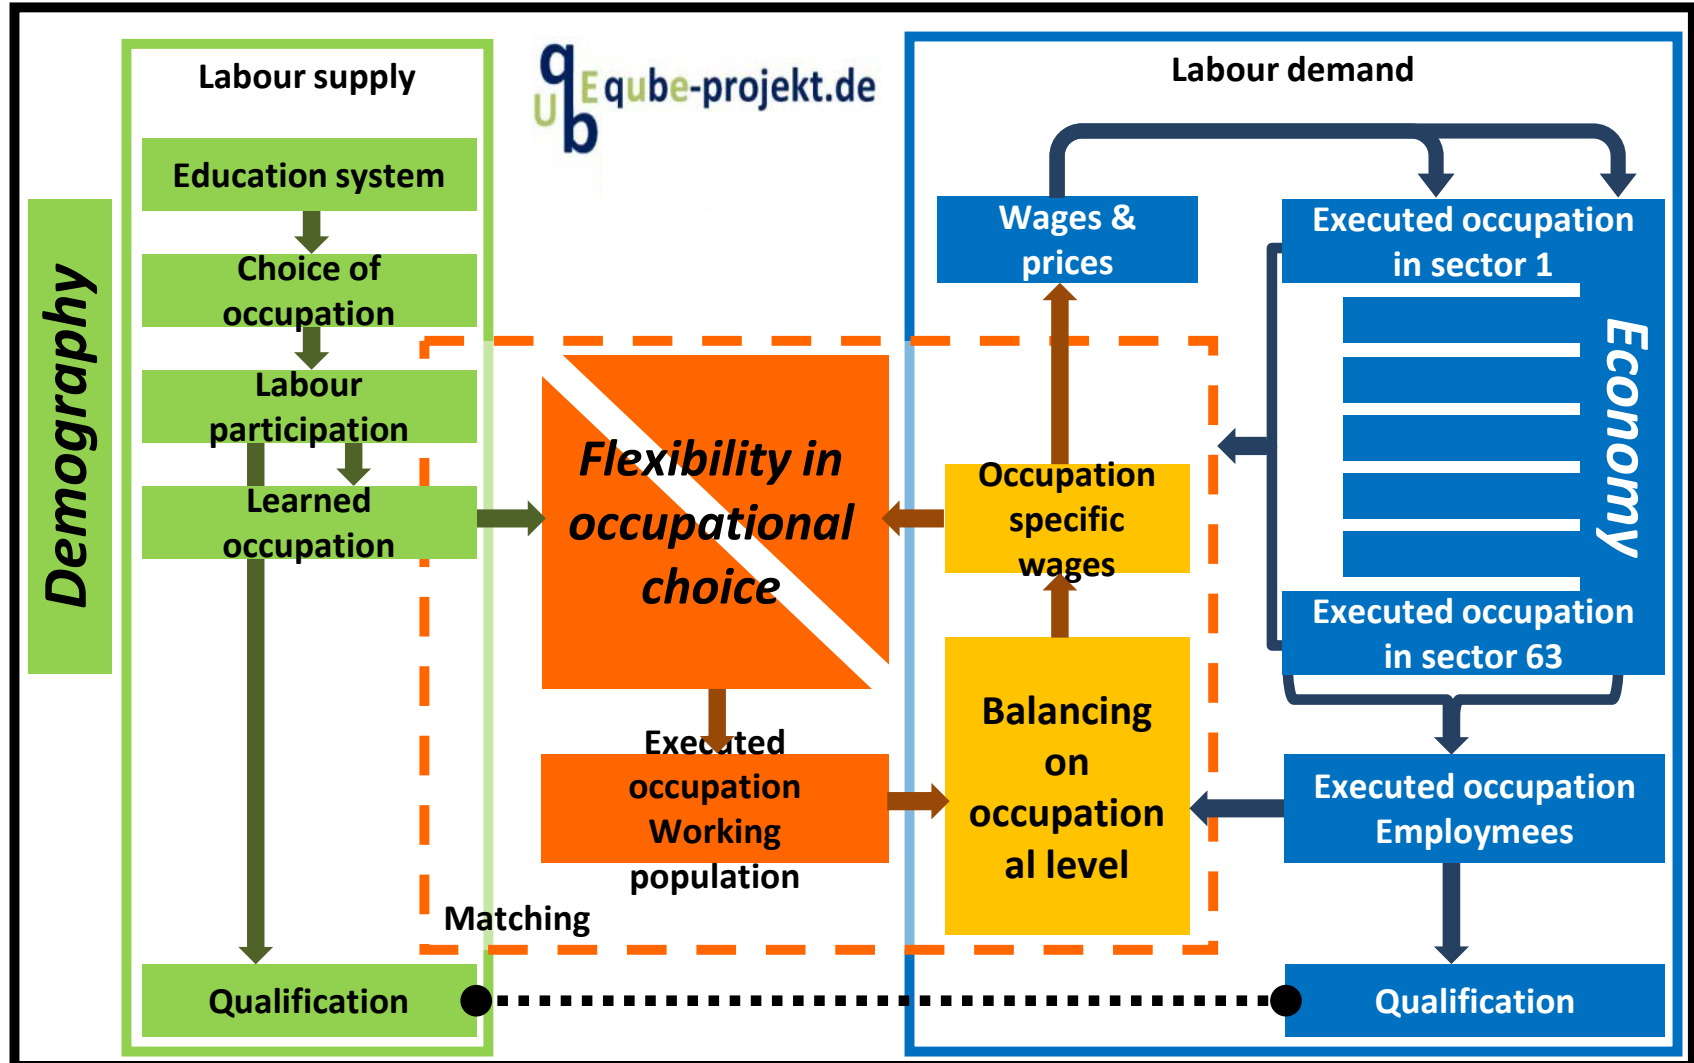 Labour supply
Education system
Choice of
occupation
Labour
participation
Learned
occupation
Qualification
Demography
qUEb
qube-projekt.de
Flexibility in
occupational
choice
Executed
occupation
Working
population
Matching
Labour demand
Wages &
prices
Occupation
specific
wages
Balancing
on
occupation
al level
Executed occupation
in sector 1
Economy
Executed occupation
in sector 63
Executed occupation
Employmees
Qualification